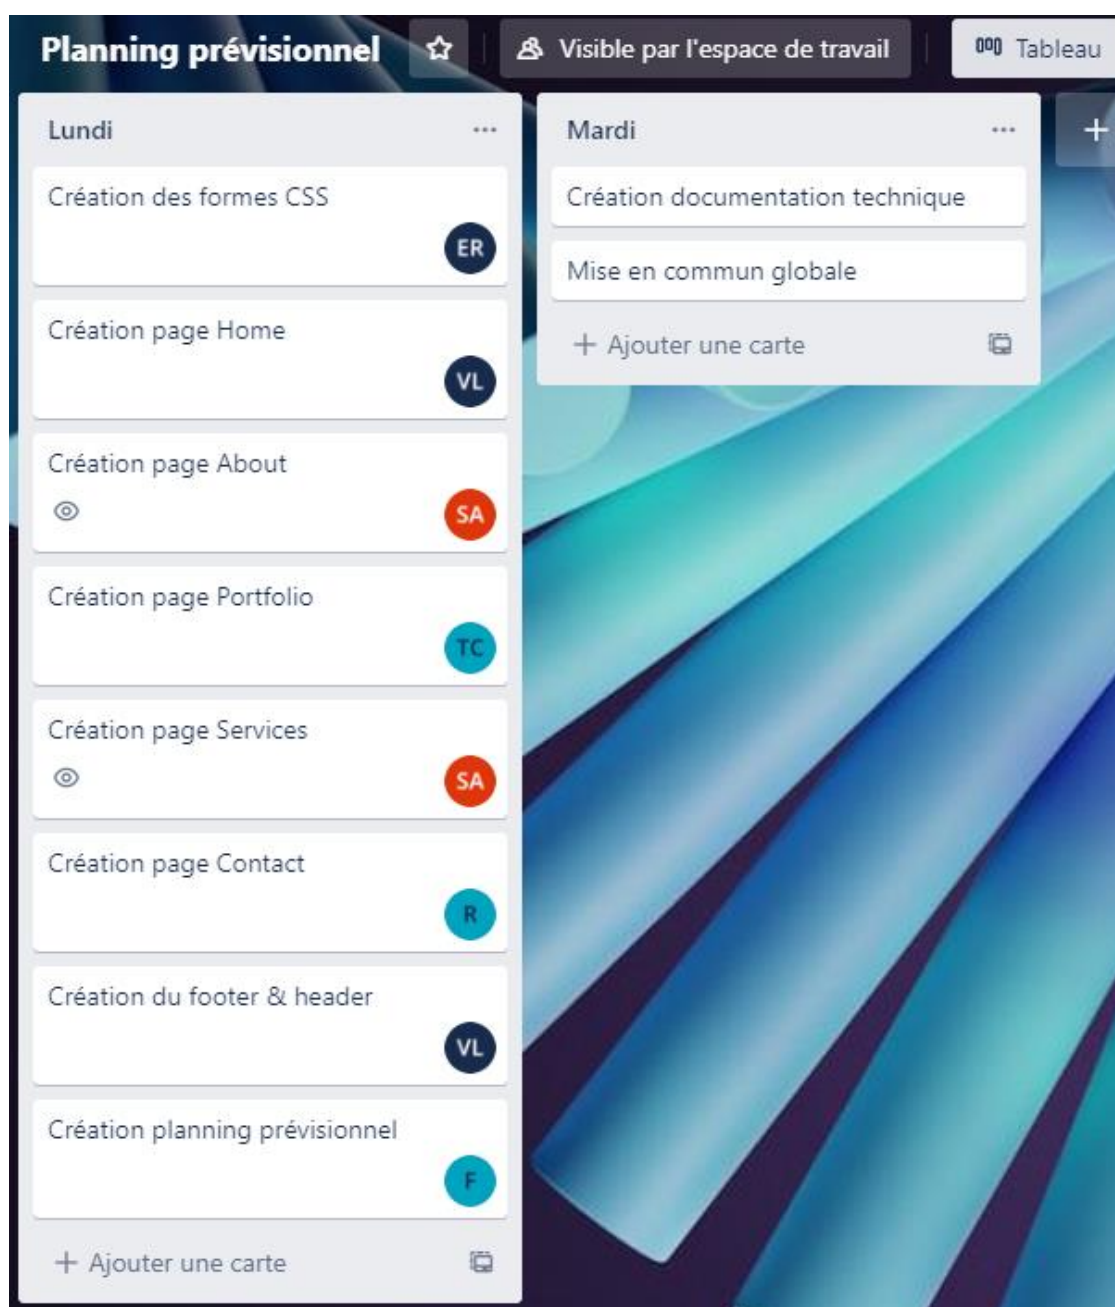 Planning prévisionnel
Visible par l'espace de travail
Tableau
Lundi
Création des formes CSS
ER
Création page Home
VL
Création page About
SA
Création page Portfolio
TC
Création page Services
SA
Création page Contact
R
Création du footer & header
VL
Création planning prévisionnel
F
+ Ajouter une carte
Mardi
Création documentation technique
Mise en commun globale
+ Ajouter une carte